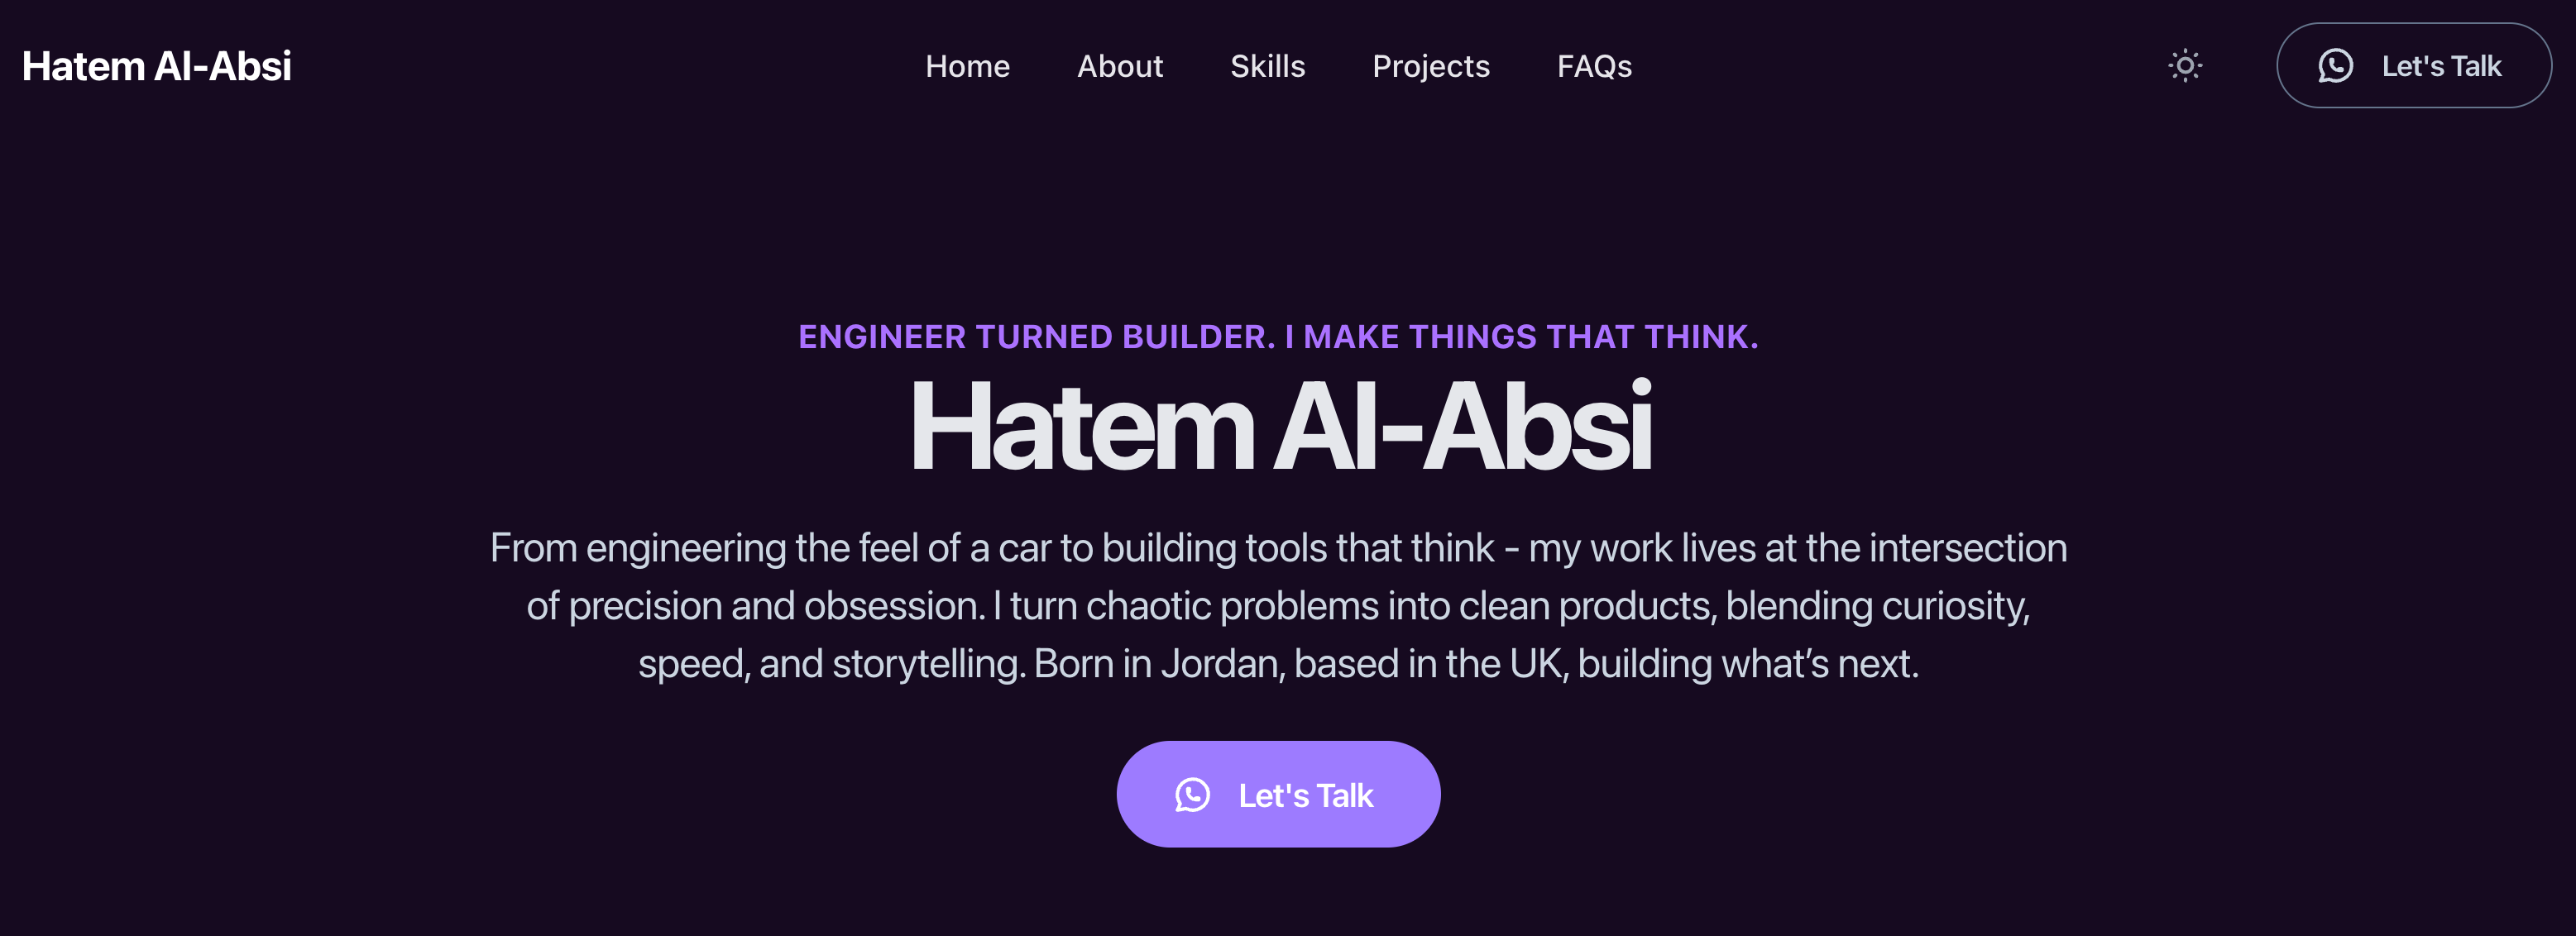 Hatem Al-Absi
Home About Skills Projects FAQs
Let's Talk
ENGINEER TURNED BUILDER. I MAKE THINGS THAT THINK.
Hatem Al-Absi
From engineering the feel of a car to building tools that think - my work lives at the intersection
of precision and obsession. I turn chaotic problems into clean products, blending curiosity,
speed, and storytelling. Born in Jordan, based in the UK, building what’s next.
Let's Talk